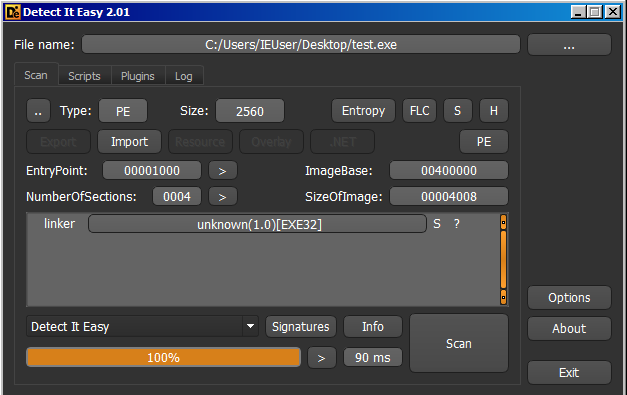 Detect It Easy 2.01
File name: C:/Users/IEUser/Desktop/test.exe ...
Scan Scripts Plugins Log
.. Type: PE Size: 2560 Entropy FLC S H
Export Import Resource Overlay .NET PE
EntryPoint: 00001000 > ImageBase: 00400000
NumberOfSections: 0004 > SizeOfImage: 00004008
linker unknown(1.0)[EXE32] S ?
Options
Detect It Easy Signatures Info Scan About
100% > 90 ms
Exit